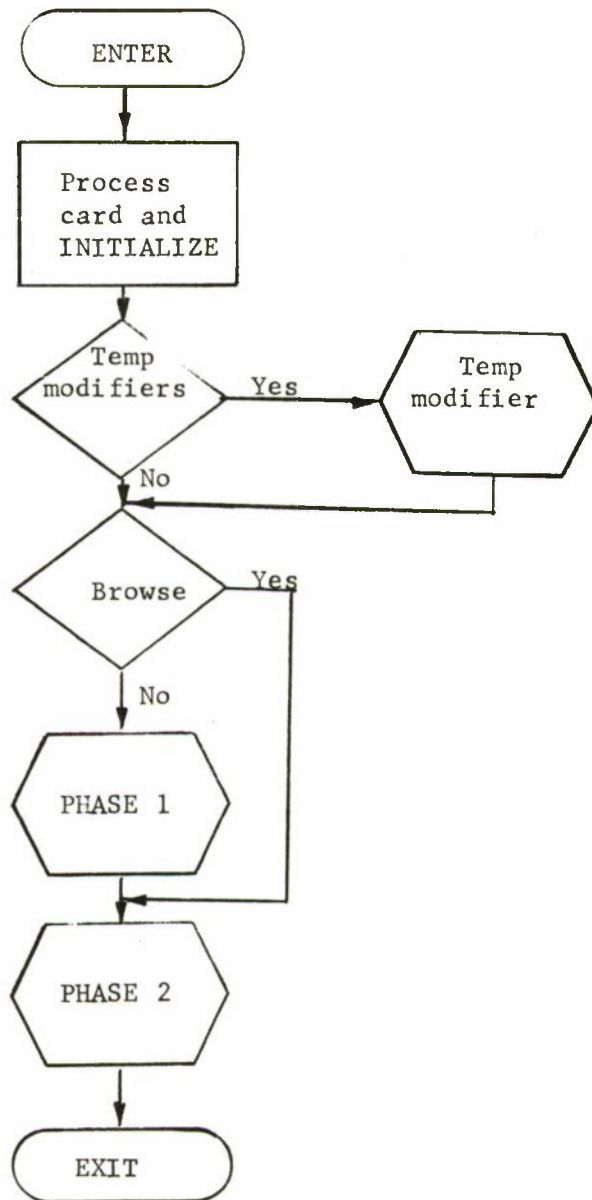 ENTER
Process
card and
INITIALIZE
Temp
modifiers
Yes
Temp
modifier
No
Browse
Yes
No
PHASE 1
PHASE 2
EXIT